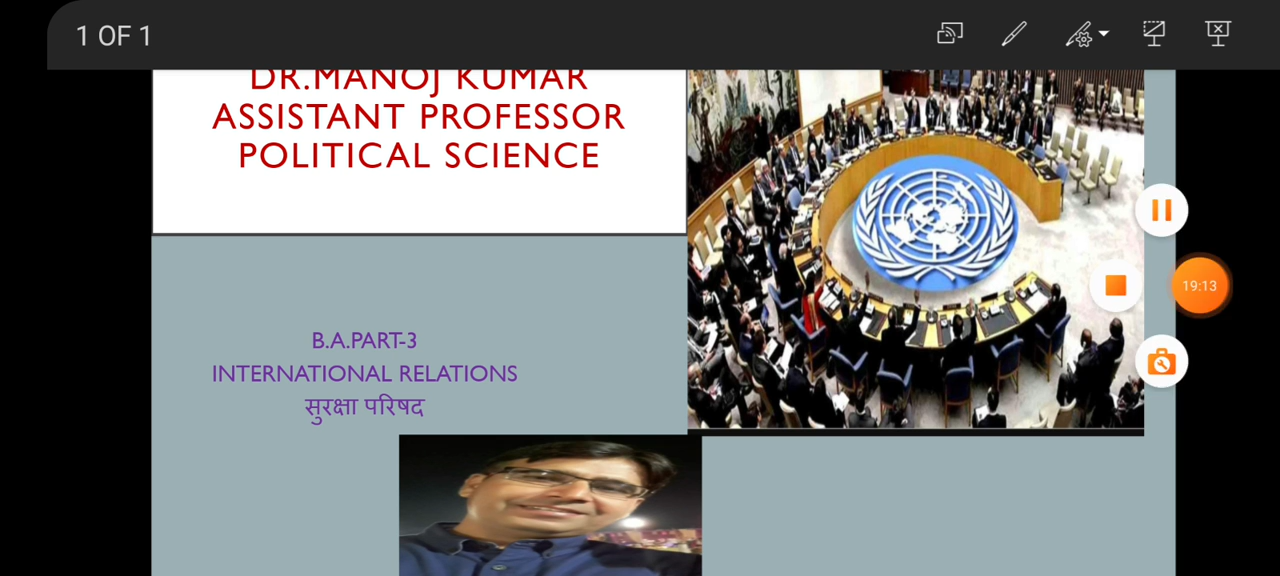 1 OF 1
DR.MANOJ KUMAR
ASSISTANT PROFESSOR
POLITICAL SCIENCE
B.A.PART-3
INTERNATIONAL RELATIONS
सुरक्षा परिषद
19:13